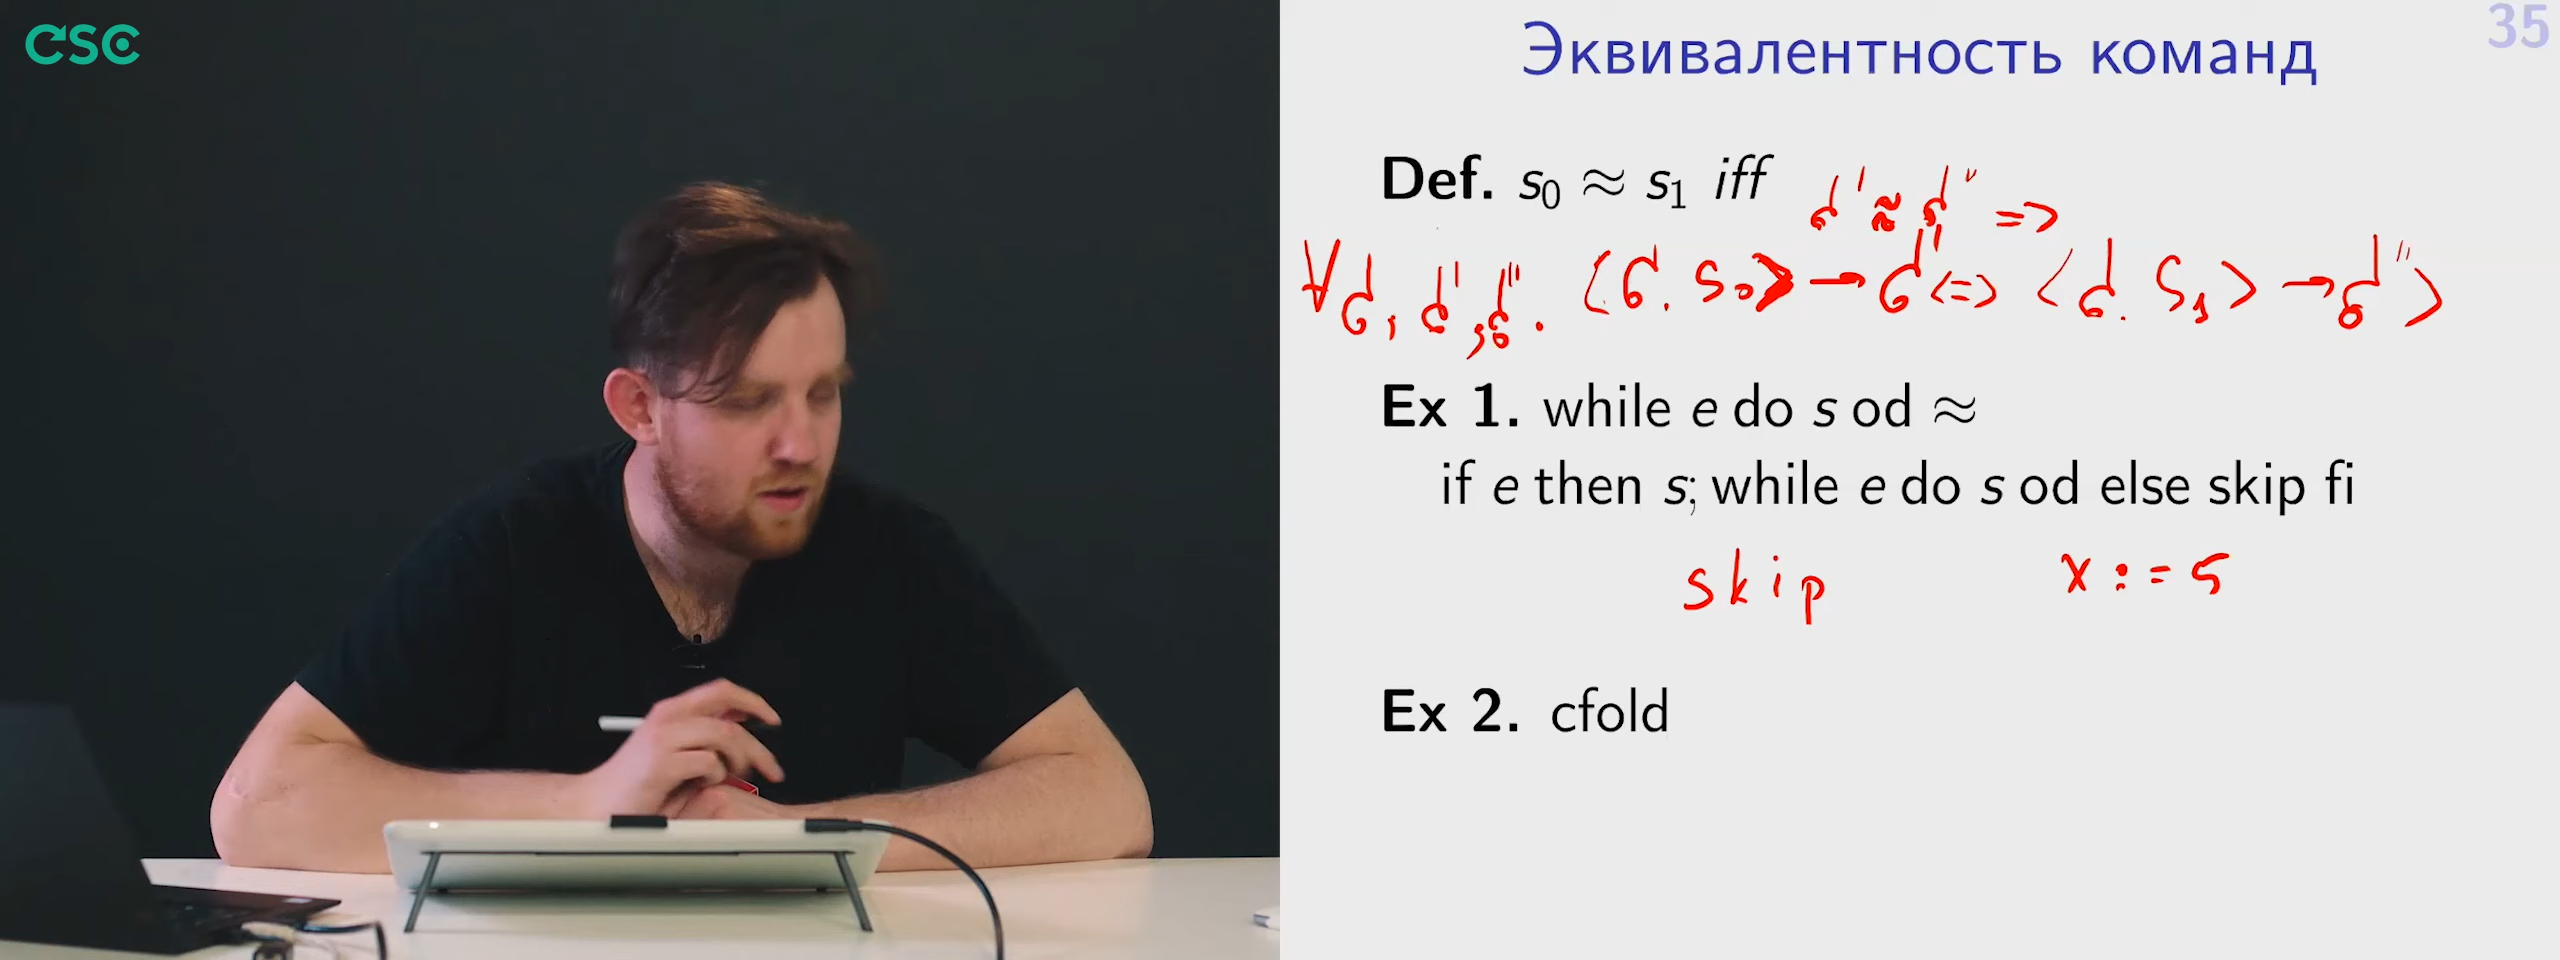 CSC
35
Эквивалентность команд
Def. s₀ ≈ s₁ iff
σ' ≈ σ'' =>
∀σ, σ', σ''. (σ. S₀> → σ' <=> <σ. S₁> → σ'')
Ex 1. while e do s od ≈
if e then s; while e do s od else skip fi
skip x := 5
Ex 2. cfold